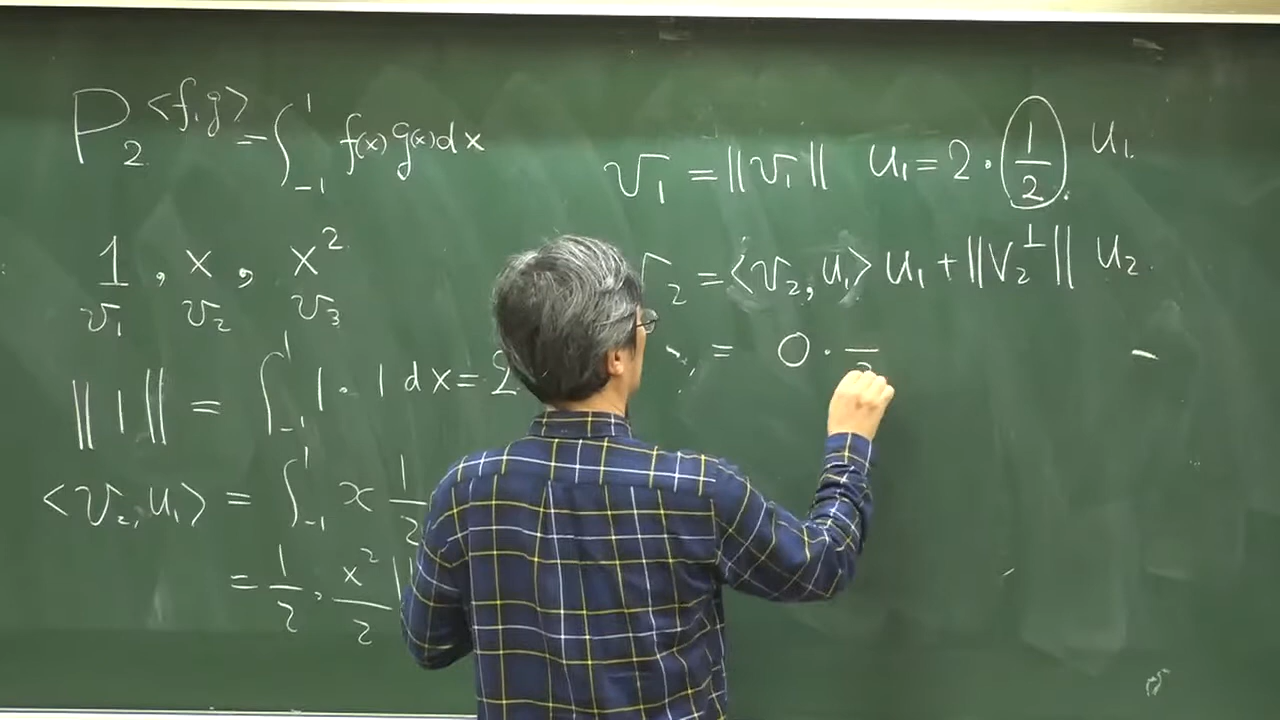 P₂ <f,g> = ∫₋₁¹ f(x) g(x) dx
1, x, x²
v₁ v₂ v₃
||1|| = ∫₋₁¹ 1 · 1 dx = 2
<v₂, u₁> = ∫₋₁¹ x 1/2
= 1/2 · x²/2 |
v₁ = ||v₁|| u₁ = 2 · 1/2 u₁.
v₂ = <v₂, u₁> u₁ + ||v₂^⊥|| u₂.
= 0 ·